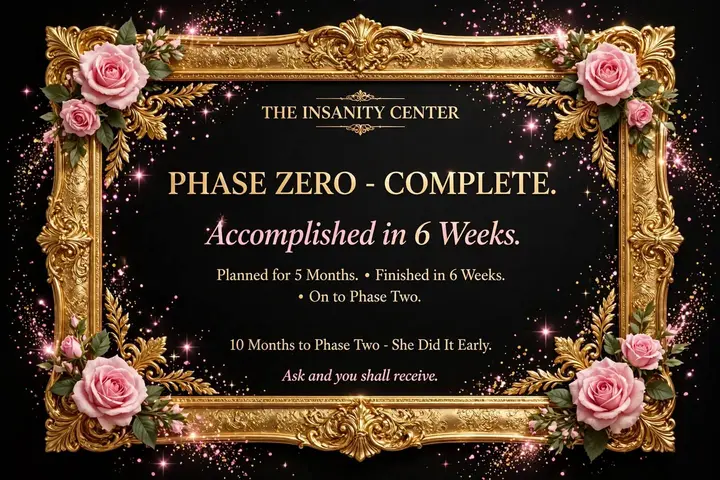 THE INSANITY CENTER
PHASE ZERO - COMPLETE.
Accomplished in 6 Weeks.
Planned for 5 Months. • Finished in 6 Weeks.
• On to Phase Two.
10 Months to Phase Two - She Did It Early.
Ask and you shall receive.